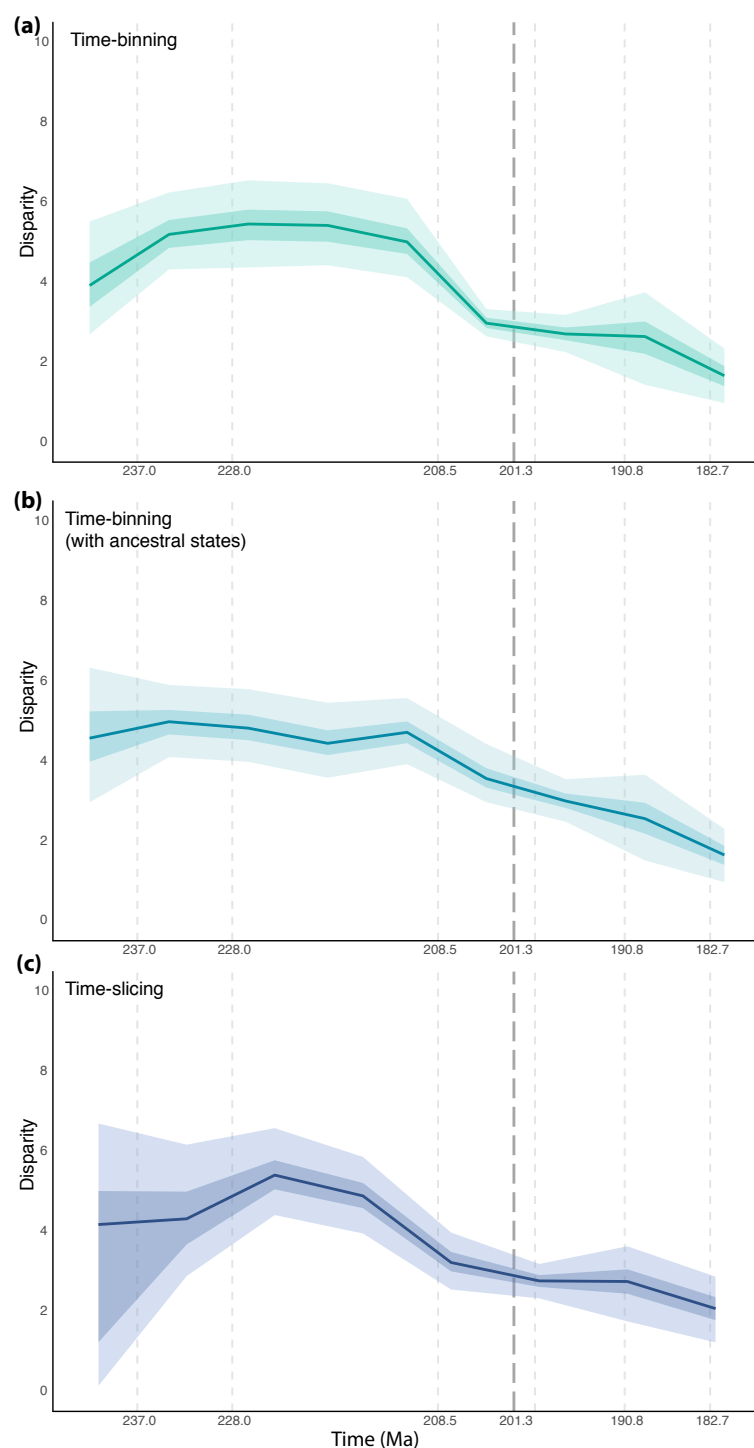 (a)
Time-binning
10
8
6
4
2
0
Disparity
237.0 228.0 208.5 201.3 190.8 182.7
(b)
Time-binning
(with ancestral states)
10
8
6
4
2
0
Disparity
237.0 228.0 208.5 201.3 190.8 182.7
(c)
Time-slicing
10
8
6
4
2
0
Disparity
237.0 228.0 208.5 201.3 190.8 182.7
Time (Ma)